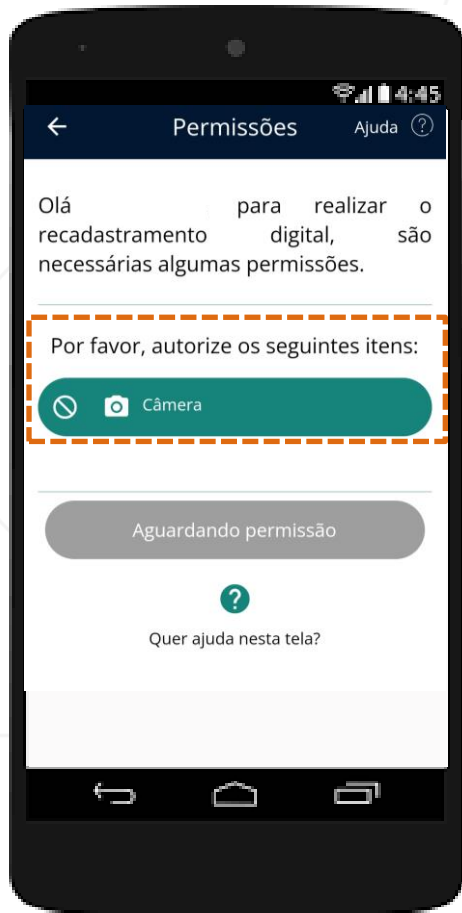 4:45
Permissões Ajuda ?
Olá para realizar o
recadastramento digital, são
necessárias algumas permissões.
Por favor, autorize os seguintes itens:
Câmera
Aguardando permissão
?
Quer ajuda nesta tela?